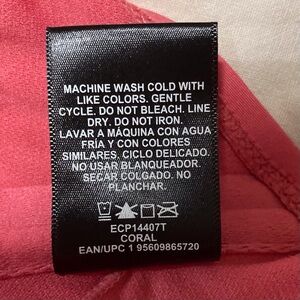 MACHINE WASH COLD WITH
LIKE COLORS. GENTLE
CYCLE. DO NOT BLEACH. LINE
DRY. DO NOT IRON.
LAVAR A MÁQUINA CON AGUA
FRÍA Y CON COLORES
SIMILARES. CICLO DELICADO.
NO USAR BLANQUEADOR.
SECAR COLGADO. NO
PLANCHAR.
ECP14407T
CORAL
EAN/UPC 1 95609865720